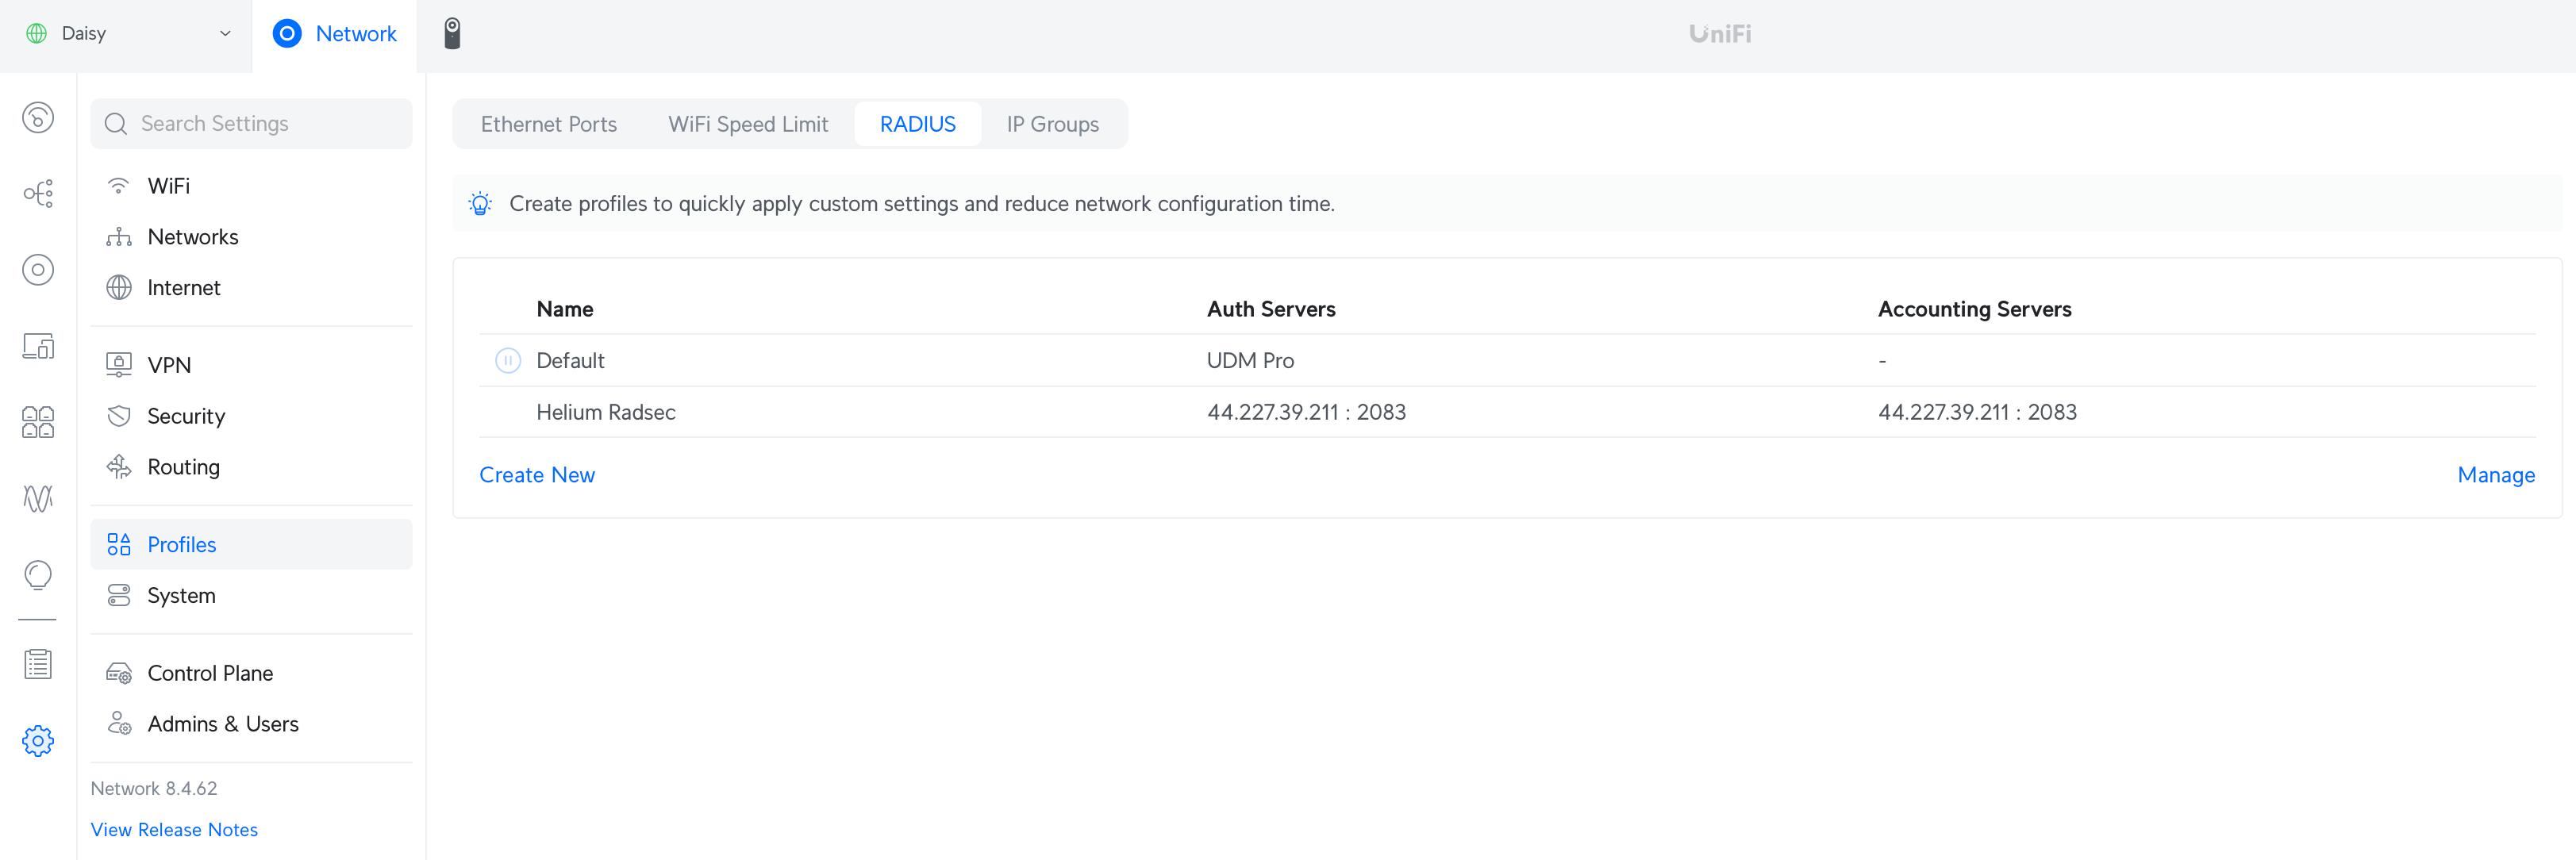 Daisy
Network
UniFi
Search Settings
WiFi
Networks
Internet
VPN
Security
Routing
Profiles
System
Control Plane
Admins & Users
Network 8.4.62
View Release Notes
Ethernet Ports WiFi Speed Limit RADIUS IP Groups
Create profiles to quickly apply custom settings and reduce network configuration time.
Name Auth Servers Accounting Servers
Default UDM Pro -
Helium Radsec 44.227.39.211 : 2083 44.227.39.211 : 2083
Create New Manage